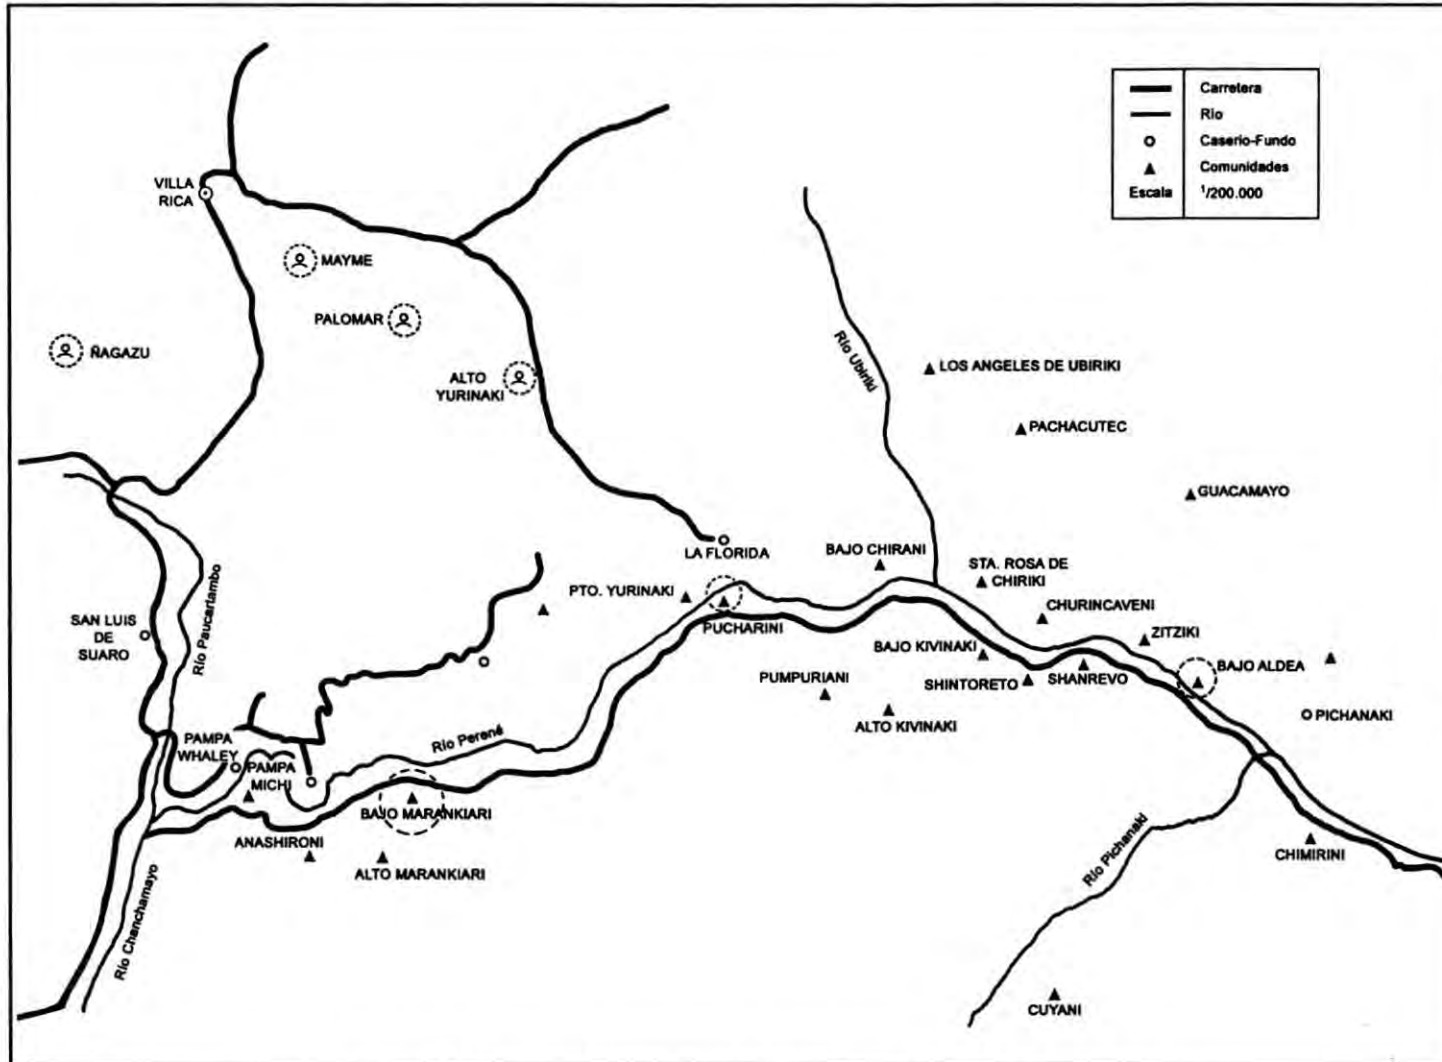 Carretera
Río
Caserio-Fundo
Comunidades
Escala 1/200.000
VILLA
RICA
MAYME
PALOMAR
ÑAGAZU
ALTO
YURINAKI
Río Ubiriki
LOS ANGELES DE UBIRIKI
PACHACUTEC
GUACAMAYO
LA FLORIDA
BAJO CHIRANI
STA. ROSA DE
CHIRIKI
PTO. YURINAKI
PUCHARINI
CHURINCAVENI
ZITZIKI
SAN LUIS
DE
SUARO
Río Paucartambo
BAJO KIVINAKI
BAJO ALDEA
PUMPURIANI
SHINTORETO
SHANREVO
ALTO KIVINAKI
PICHANAKI
PAMPA
WHALEY
PAMPA
MICHI
Río Perené
BAJO MARANKIARI
ANASHIRONI
ALTO MARANKIARI
Río Chanchamayo
Río Pichanaki
CHIMIRINI
CUYANI